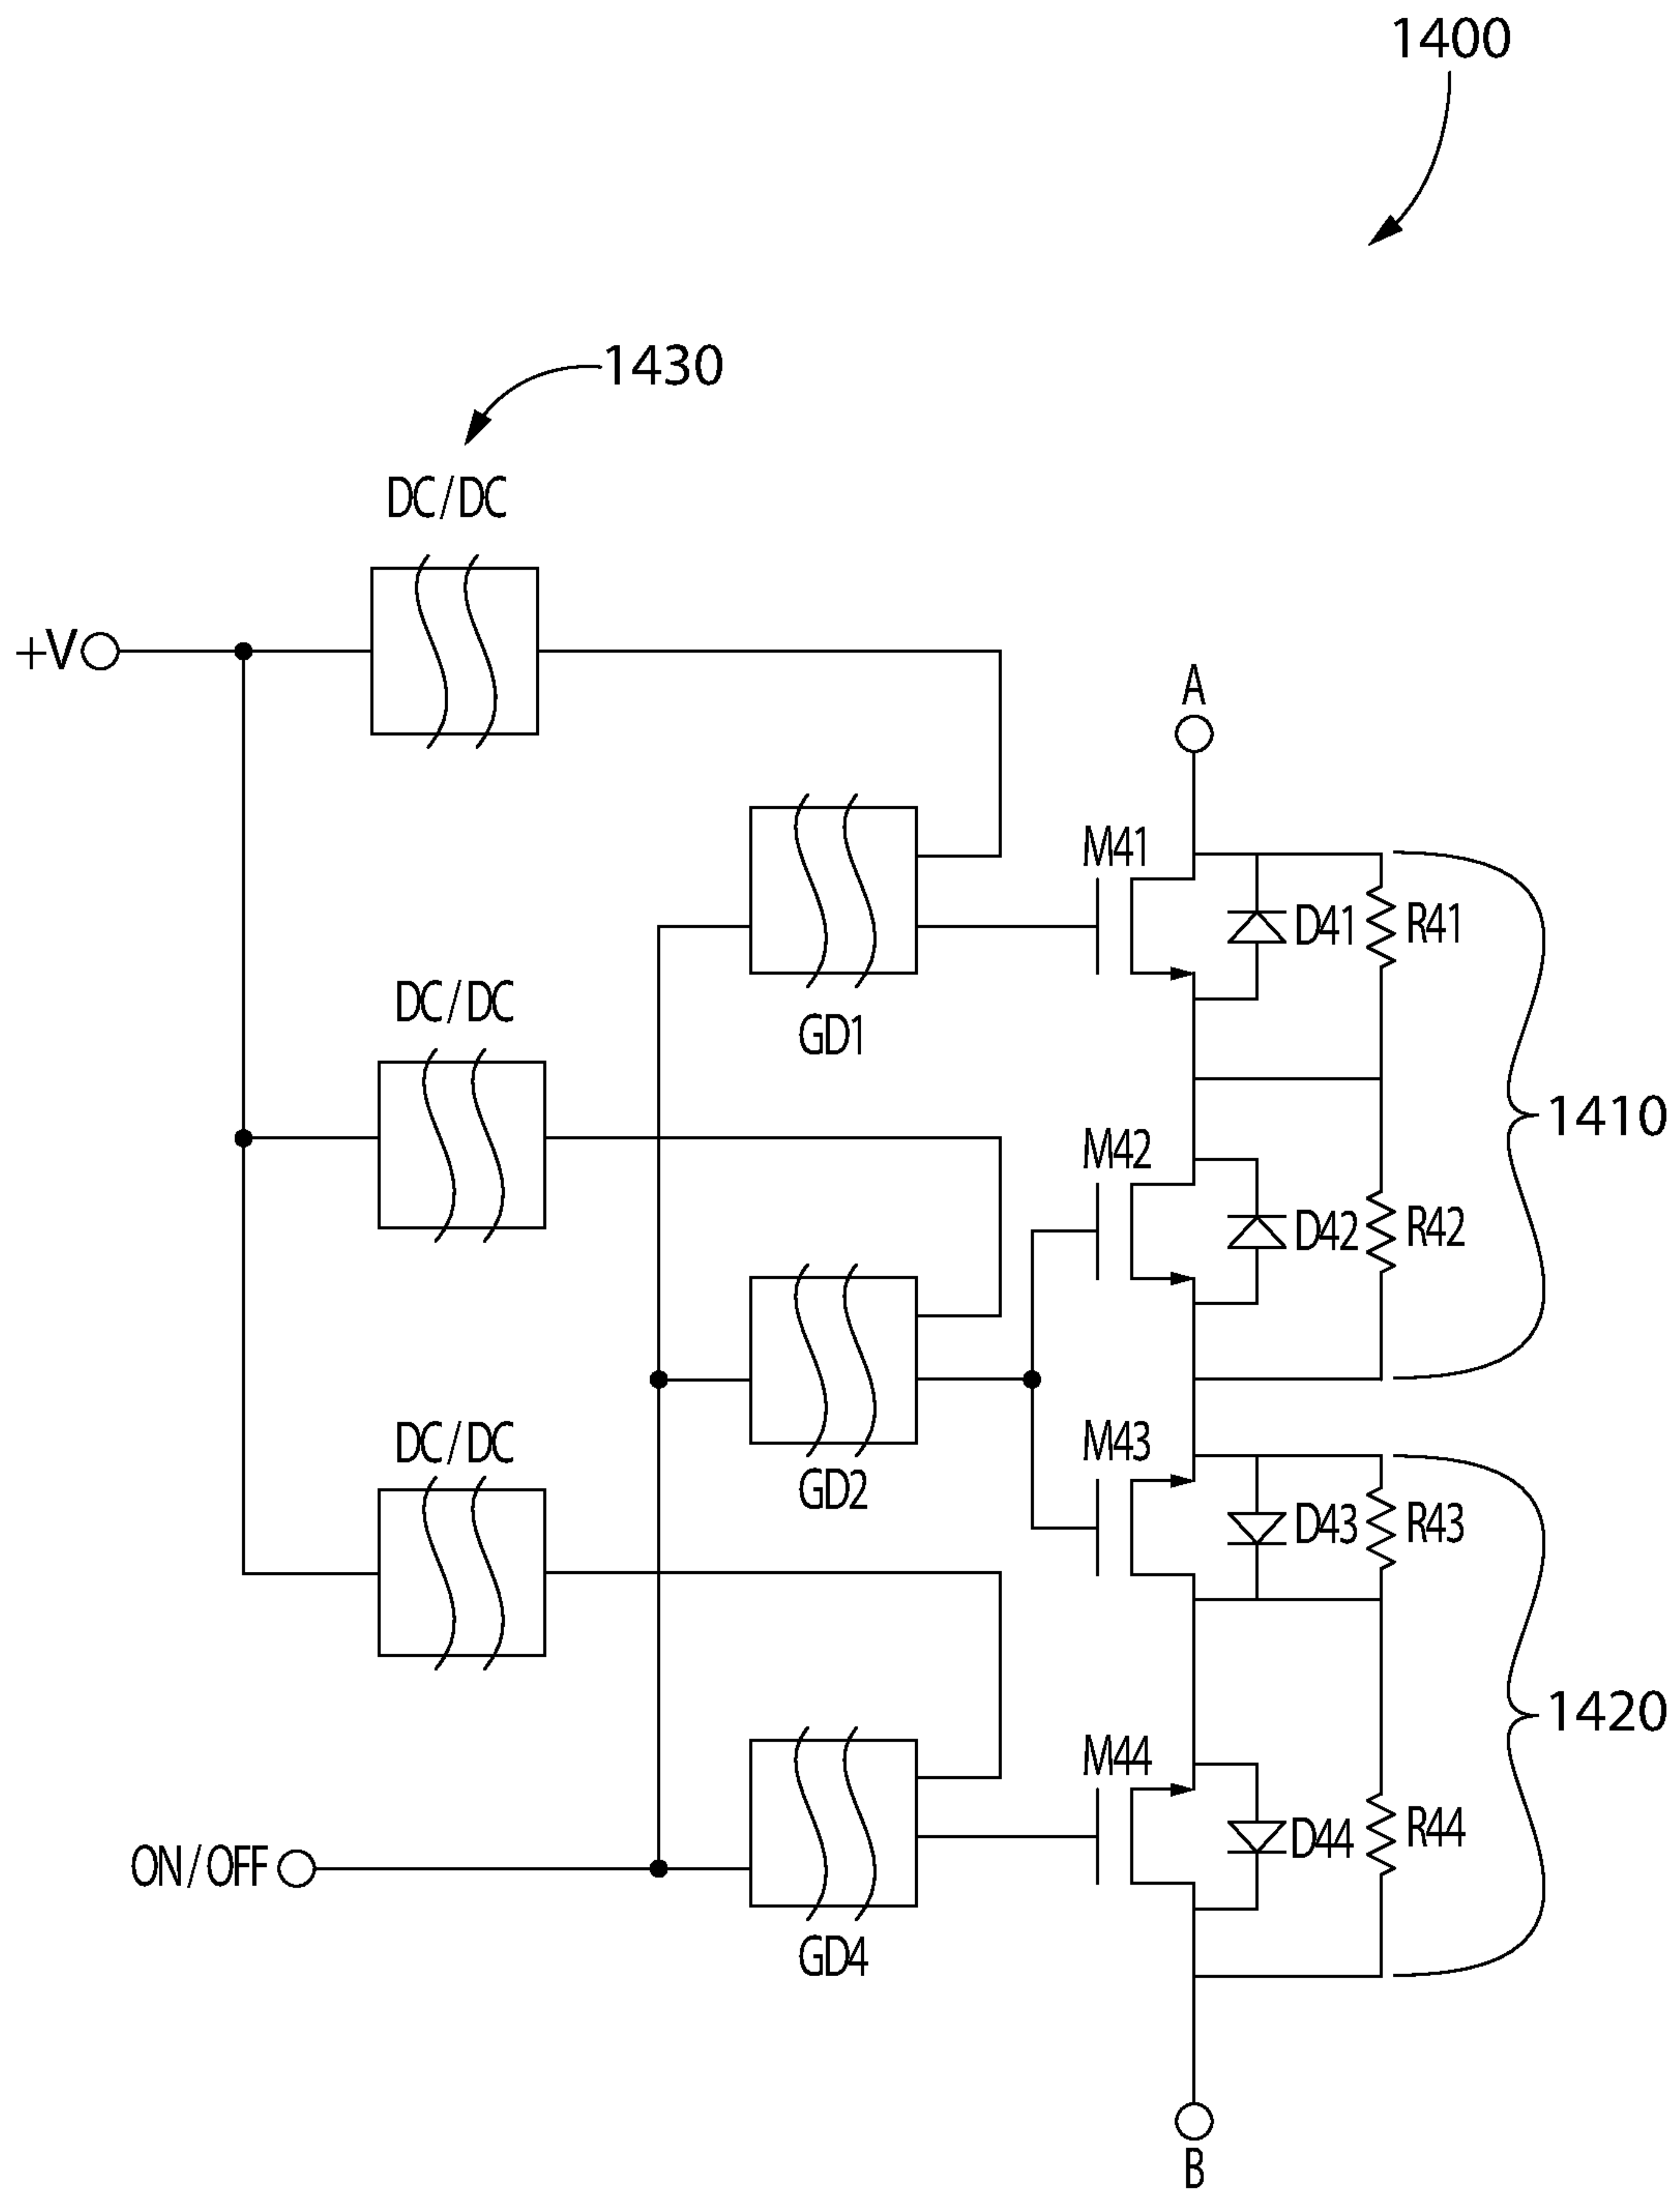 1400
1430
DC/DC
+V
A
M41
D41
R41
DC/DC
GD1
1410
M42
D42
R42
DC/DC
M43
GD2
D43
R43
1420
M44
D44
R44
ON/OFF
GD4
B